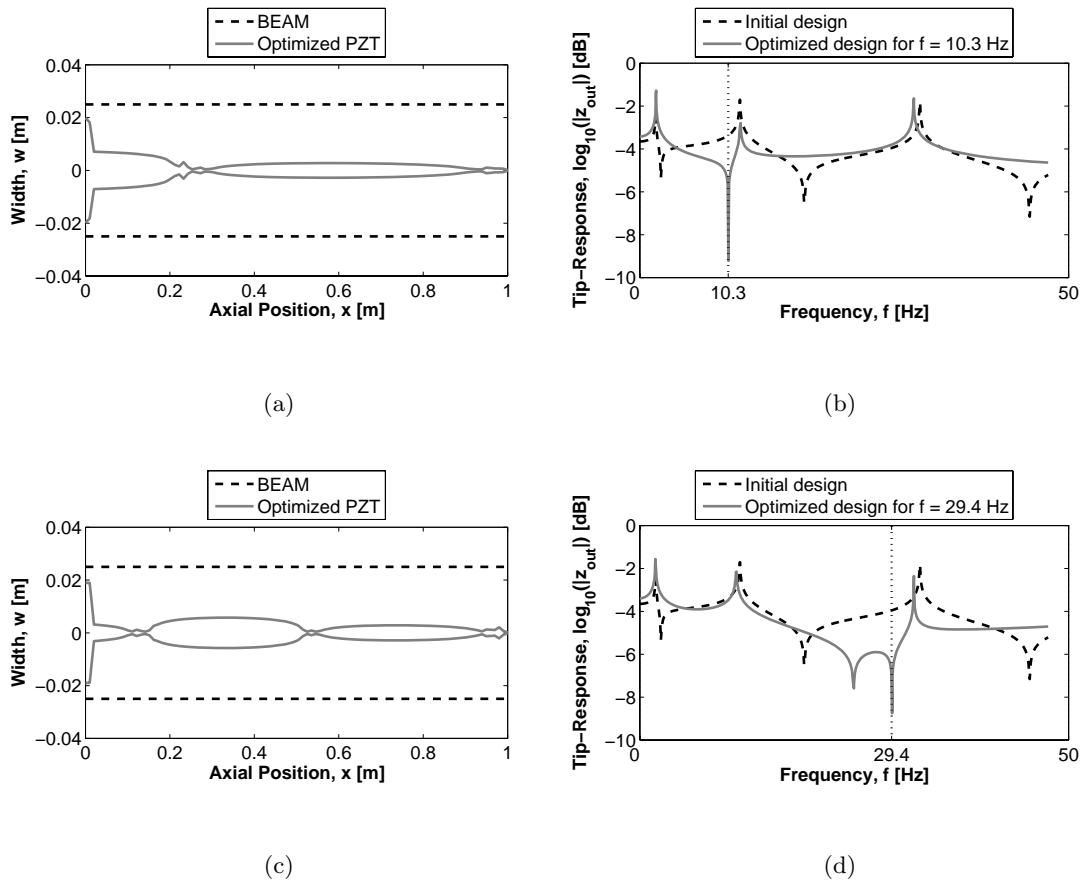 BEAM
Optimized PZT
0.04
0.02
0
−0.02
−0.04
Width, w [m]
0
0.2
0.4
0.6
0.8
1
Axial Position, x [m]
(a)
Initial design
Optimized design for f = 10.3 Hz
0
−2
−4
−6
−8
−10
Tip−Response, log10(|zout|) [dB]
0
10.3
50
Frequency, f [Hz]
(b)
BEAM
Optimized PZT
0.04
0.02
0
−0.02
−0.04
Width, w [m]
0
0.2
0.4
0.6
0.8
1
Axial Position, x [m]
(c)
Initial design
Optimized design for f = 29.4 Hz
0
−2
−4
−6
−8
−10
Tip−Response, log10(|zout|) [dB]
0
29.4
50
Frequency, f [Hz]
(d)